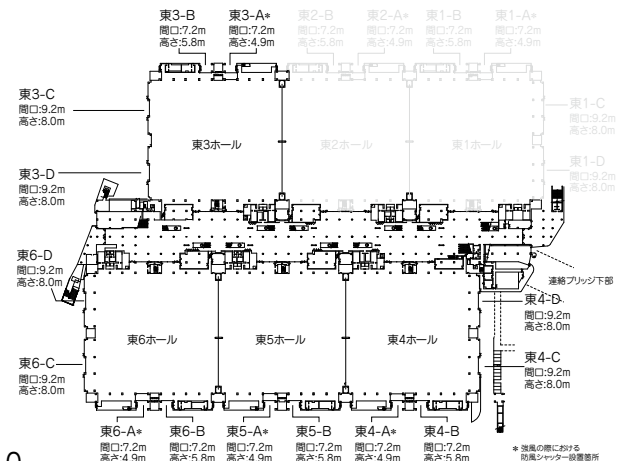 東3-B
間口:7.2m
高さ:5.8m
東3-A*
間口:7.2m
高さ:4.9m
東2-B
間口:7.2m
高さ:5.8m
東2-A*
間口:7.2m
高さ:4.9m
東1-B
間口:7.2m
高さ:5.8m
東1-A*
間口:7.2m
高さ:4.9m
東3-C
間口:9.2m
高さ:8.0m
東1-C
間口:9.2m
高さ:8.0m
東3ホール
東2ホール
東1ホール
東3-D
間口:9.2m
高さ:8.0m
東1-D
間口:9.2m
高さ:8.0m
東6-D
間口:9.2m
高さ:8.0m
連絡ブリッジ下部
東4-D
間口:9.2m
高さ:8.0m
東6ホール
東5ホール
東4ホール
東6-C
間口:9.2m
高さ:8.0m
東4-C
間口:9.2m
高さ:8.0m
東6-A*
間口:7.2m
高さ:4.9m
東6-B
間口:7.2m
高さ:5.8m
東5-A*
間口:7.2m
高さ:4.9m
東5-B
間口:7.2m
高さ:5.8m
東4-A*
間口:7.2m
高さ:4.9m
東4-B
間口:7.2m
高さ:5.8m
* 強風の際における
防風シャッター設置箇所